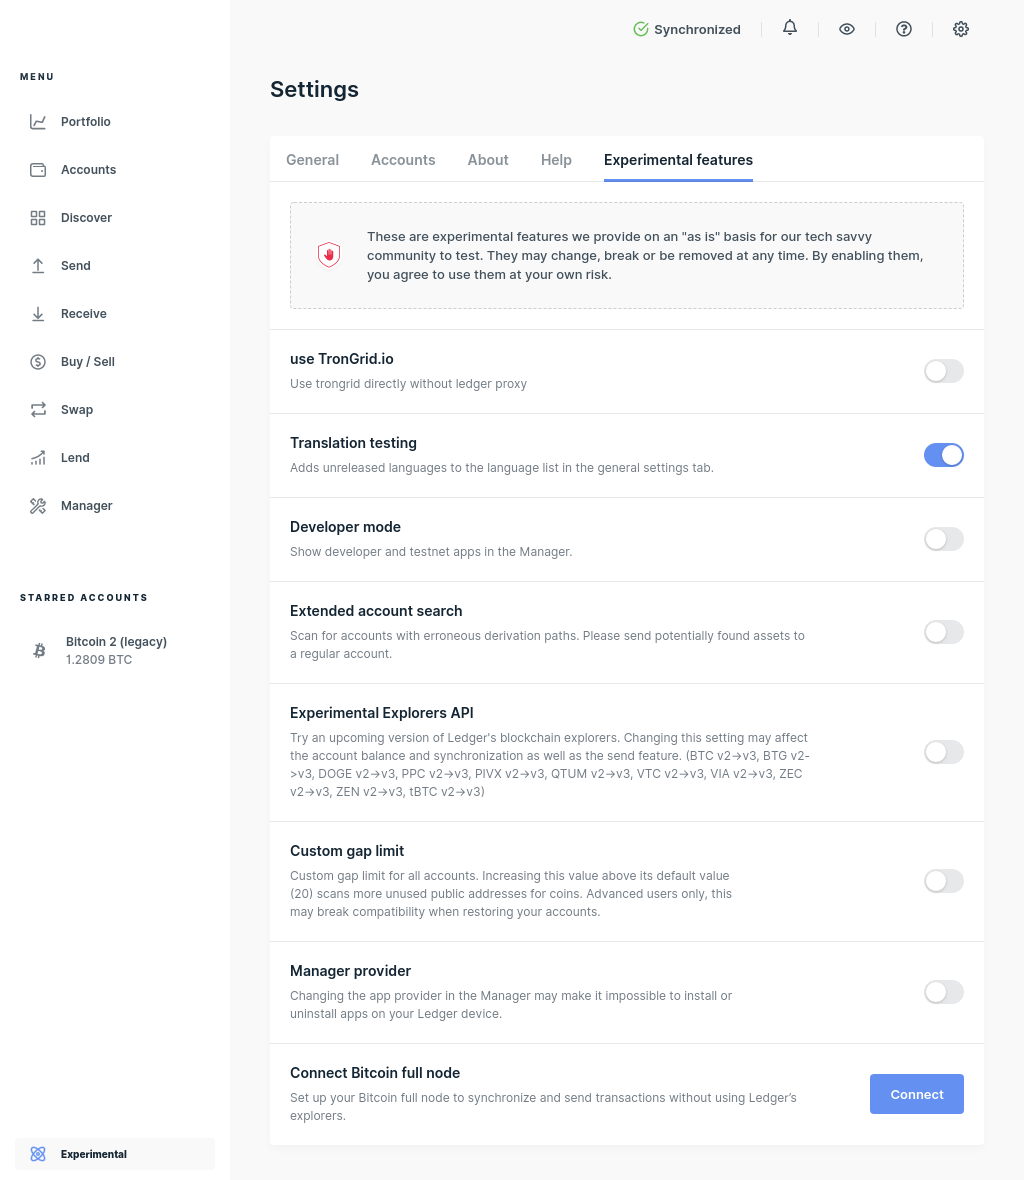 Synchronized
MENU
Portfolio
Accounts
Discover
Send
Receive
Buy / Sell
Swap
Lend
Manager
STARRED ACCOUNTS
Bitcoin 2 (legacy)
1.2809 BTC
Experimental
Settings
General Accounts About Help Experimental features
These are experimental features we provide on an "as is" basis for our tech savvy
community to test. They may change, break or be removed at any time. By enabling them,
you agree to use them at your own risk.
use TronGrid.io
Use trongrid directly without ledger proxy
Translation testing
Adds unreleased languages to the language list in the general settings tab.
Developer mode
Show developer and testnet apps in the Manager.
Extended account search
Scan for accounts with erroneous derivation paths. Please send potentially found assets to
a regular account.
Experimental Explorers API
Try an upcoming version of Ledger's blockchain explorers. Changing this setting may affect
the account balance and synchronization as well as the send feature. (BTC v2->v3, BTG v2-
>v3, DOGE v2->v3, PPC v2->v3, PIVX v2->v3, QTUM v2->v3, VTC v2->v3, VIA v2->v3, ZEC
v2->v3, ZEN v2->v3, tBTC v2->v3)
Custom gap limit
Custom gap limit for all accounts. Increasing this value above its default value
(20) scans more unused public addresses for coins. Advanced users only, this
may break compatibility when restoring your accounts.
Manager provider
Changing the app provider in the Manager may make it impossible to install or
uninstall apps on your Ledger device.
Connect Bitcoin full node
Set up your Bitcoin full node to synchronize and send transactions without using Ledger’s
explorers.
Connect